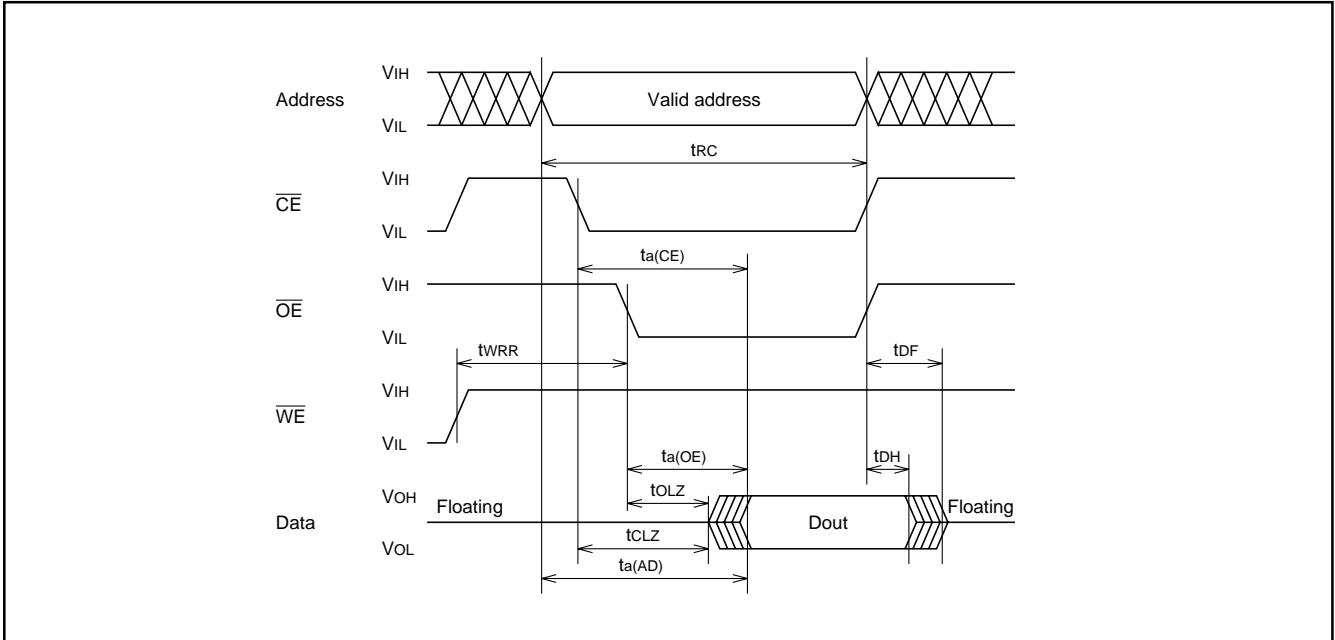 Address
VIH
VIL
Valid address
tRC
CE
VIH
VIL
ta(CE)
OE
VIH
VIL
tWRR
tDF
WE
VIH
VIL
ta(OE)
tDH
tOLZ
Data
VOH
VOL
Floating
Dout
Floating
tCLZ
ta(AD)